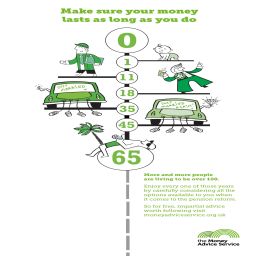 Make sure your money
lasts as long as you do
0
1
11
18
35
45
65
More and more people
are living to be over 100.
Enjoy every one of those years
by carefully considering all the
options available to you when
it comes to the pension reforms.
So for free, impartial advice
worth following visit
moneyadviceservice.org.uk
the Money
Advice Service